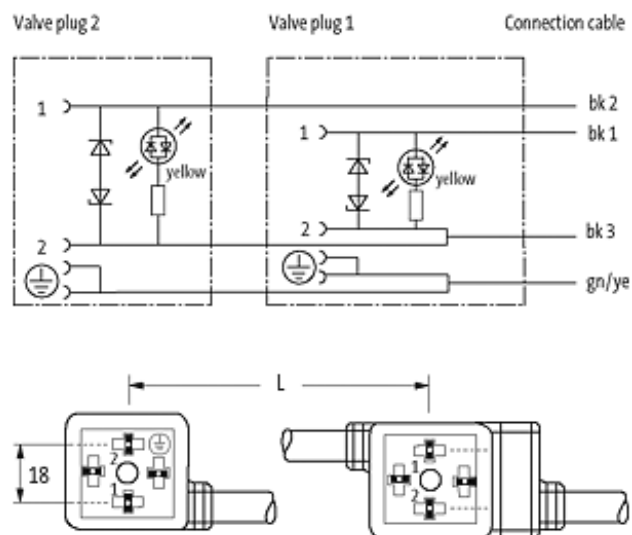 Valve plug 2 Valve plug 1 Connection cable
1 bk 2
1 bk 1
yellow yellow
2 bk 3
2
gn/ye
L
18 2 1
1 2